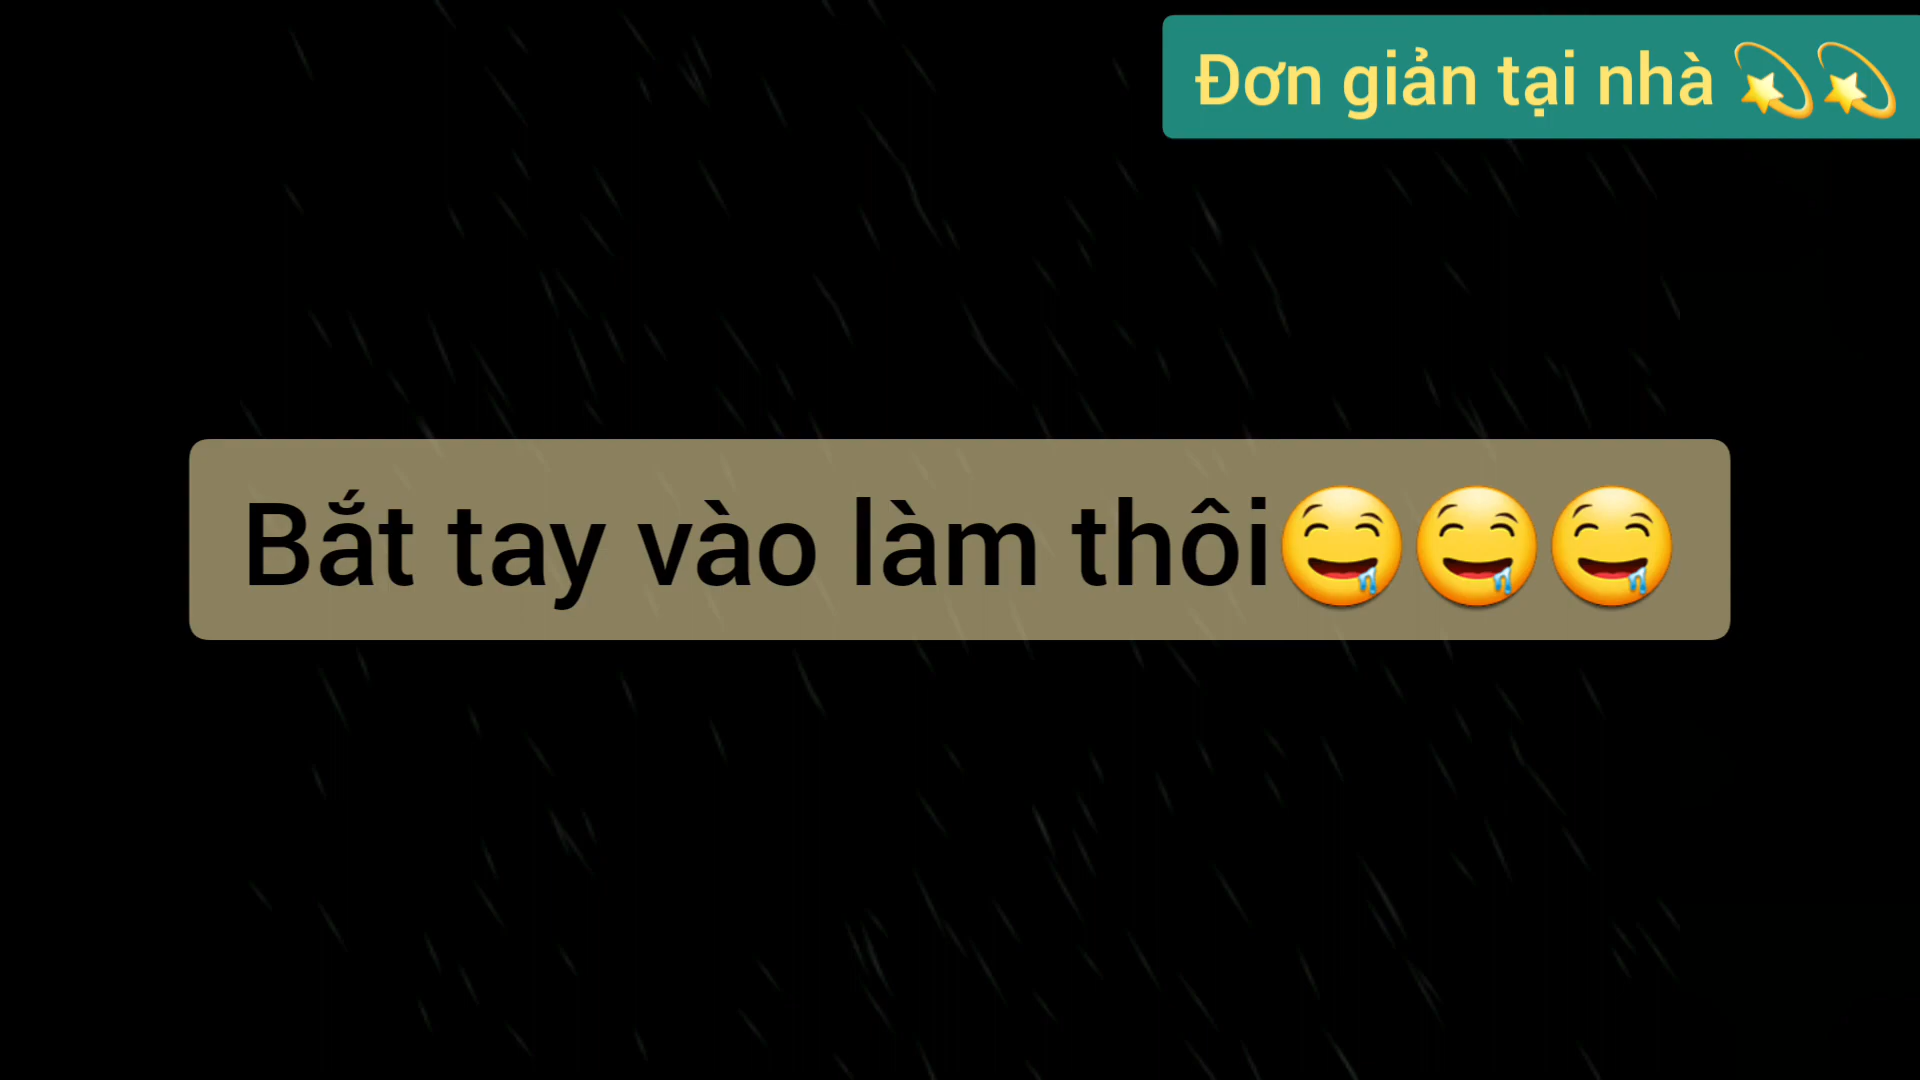 Đơn giản tại nhà 💫💫
Bắt tay vào làm thôi🤤🤤🤤